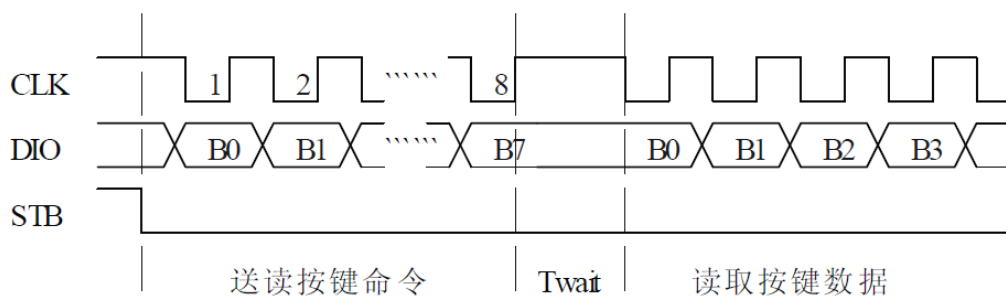 CLK 1 2 ...... 8
DIO B0 B1 ...... B7 B0 B1 B2 B3
STB
送读按键命令 Twait 读取按键数据